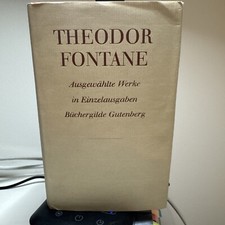 THEODOR
FONTANE
Ausgewählte Werke
in Einzelausgaben
Büchergilde Gutenberg